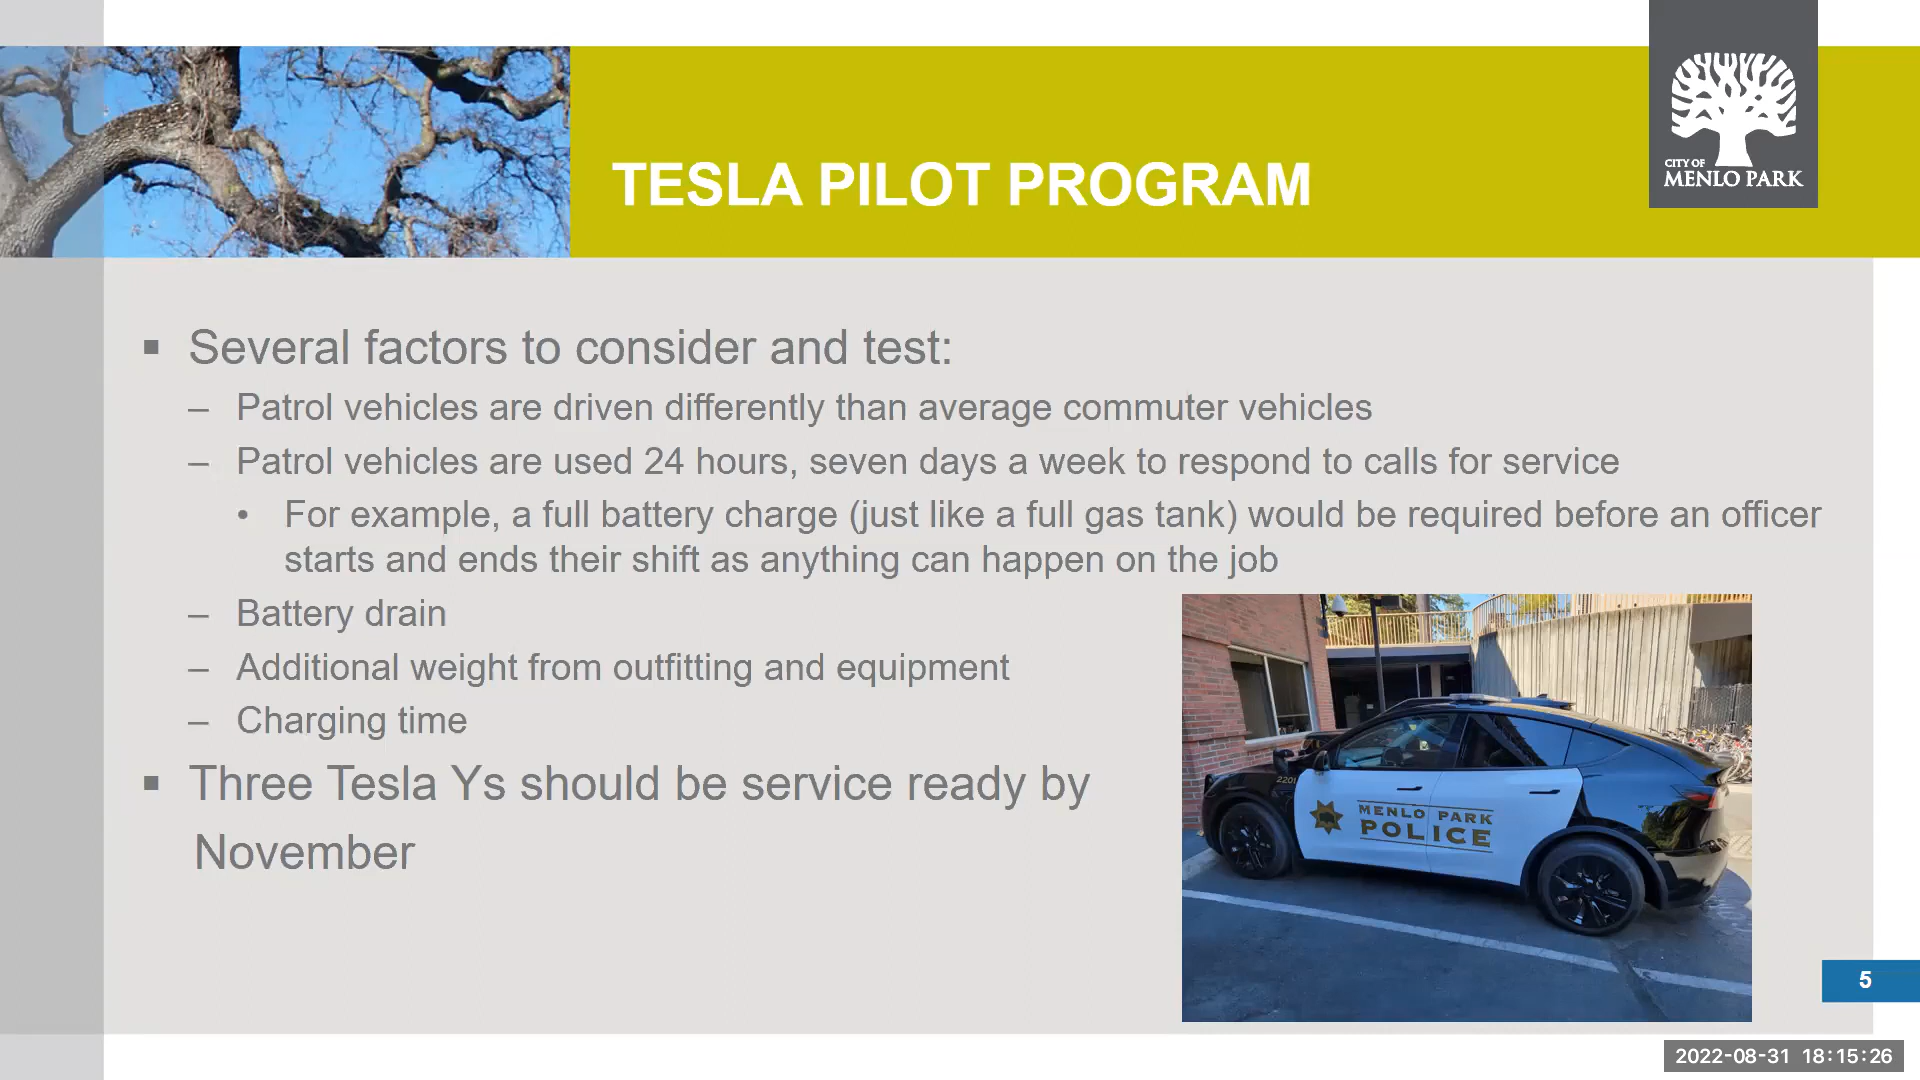 CITY OF
MENLO PARK
TESLA PILOT PROGRAM
▪ Several factors to consider and test:
– Patrol vehicles are driven differently than average commuter vehicles
– Patrol vehicles are used 24 hours, seven days a week to respond to calls for service
• For example, a full battery charge (just like a full gas tank) would be required before an officer
starts and ends their shift as anything can happen on the job
– Battery drain
– Additional weight from outfitting and equipment
– Charging time
▪ Three Tesla Ys should be service ready by
November
2201
MENLO PARK
POLICE
5
2022-08-31 18:15:26